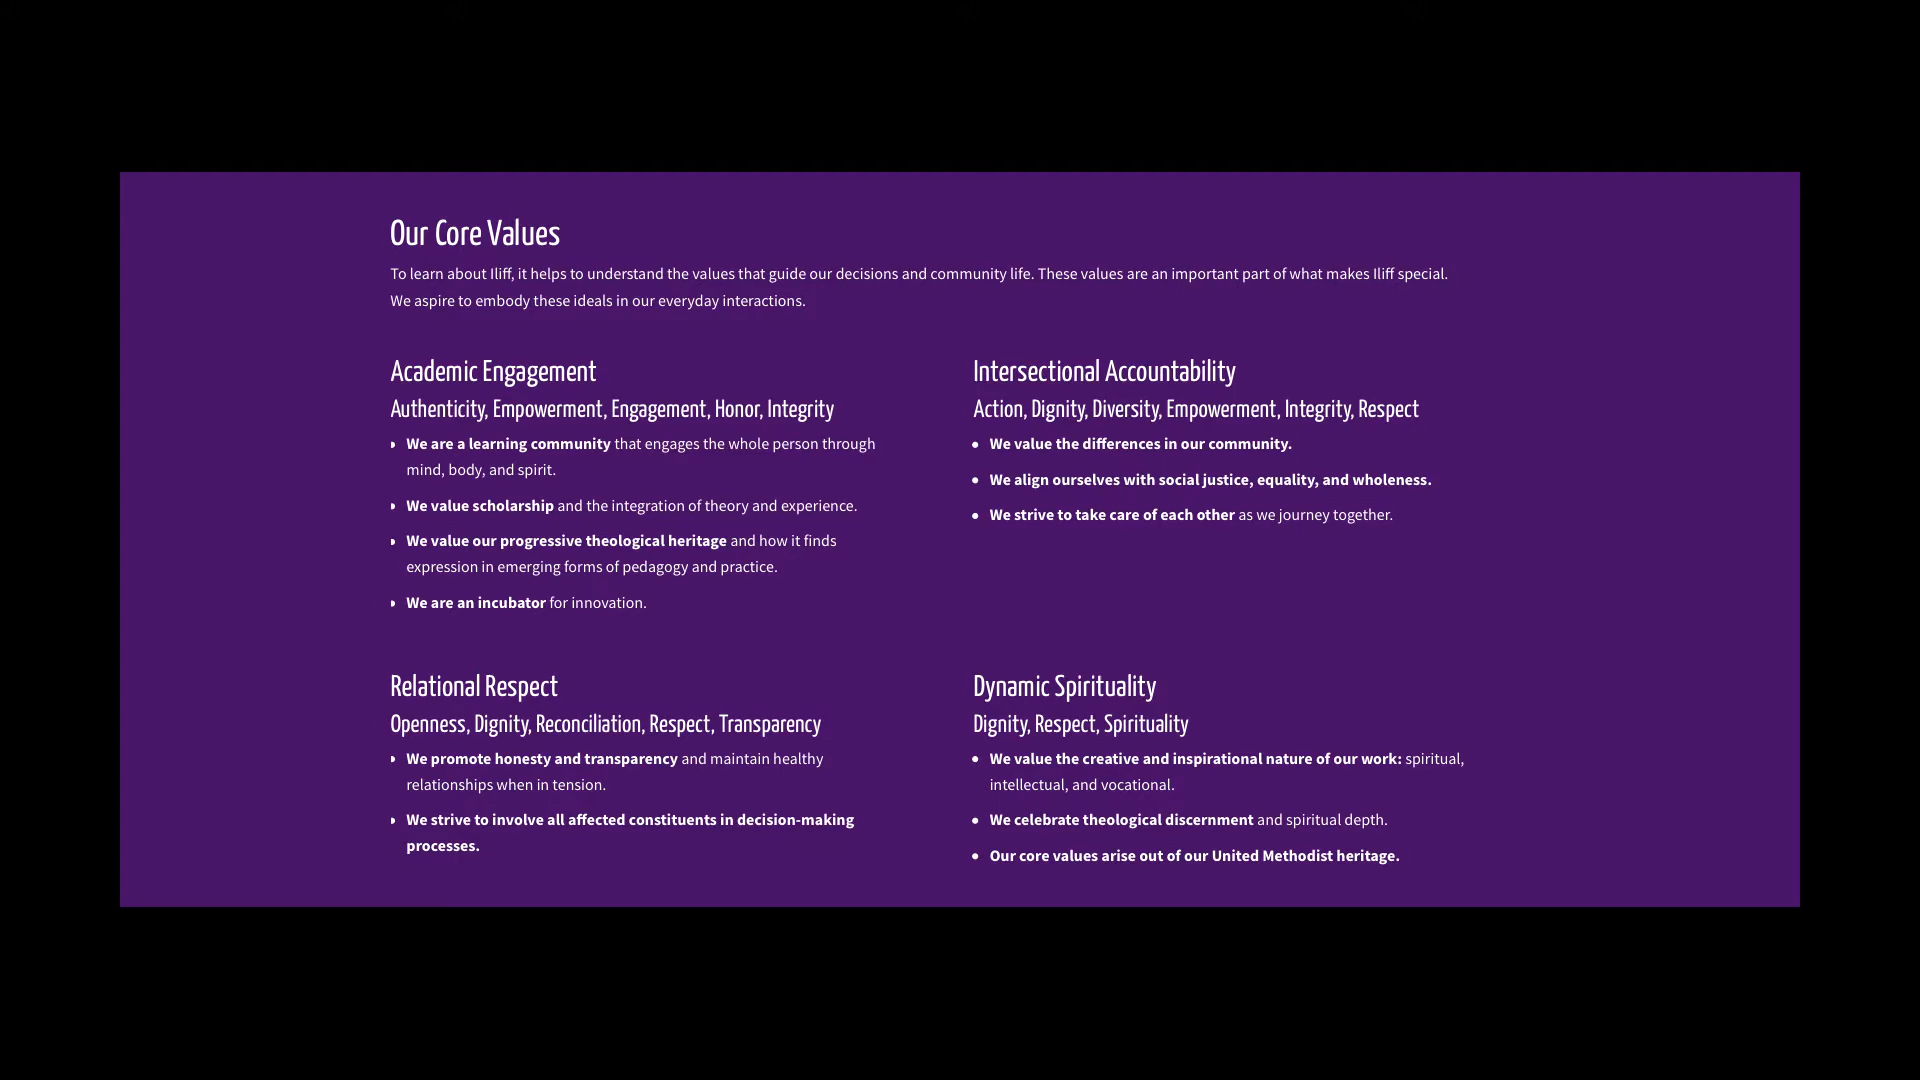 Our Core Values
To learn about Iliff, it helps to understand the values that guide our decisions and community life. These values are an important part of what makes Iliff special.
We aspire to embody these ideals in our everyday interactions.
Academic Engagement
Authenticity, Empowerment, Engagement, Honor, Integrity
We are a learning community that engages the whole person through
mind, body, and spirit.
We value scholarship and the integration of theory and experience.
We value our progressive theological heritage and how it finds
expression in emerging forms of pedagogy and practice.
We are an incubator for innovation.
Intersectional Accountability
Action, Dignity, Diversity, Empowerment, Integrity, Respect
We value the differences in our community.
We align ourselves with social justice, equality, and wholeness.
We strive to take care of each other as we journey together.
Relational Respect
Openness, Dignity, Reconciliation, Respect, Transparency
We promote honesty and transparency and maintain healthy
relationships when in tension.
We strive to involve all affected constituents in decision-making
processes.
Dynamic Spirituality
Dignity, Respect, Spirituality
We value the creative and inspirational nature of our work: spiritual,
intellectual, and vocational.
We celebrate theological discernment and spiritual depth.
Our core values arise out of our United Methodist heritage.